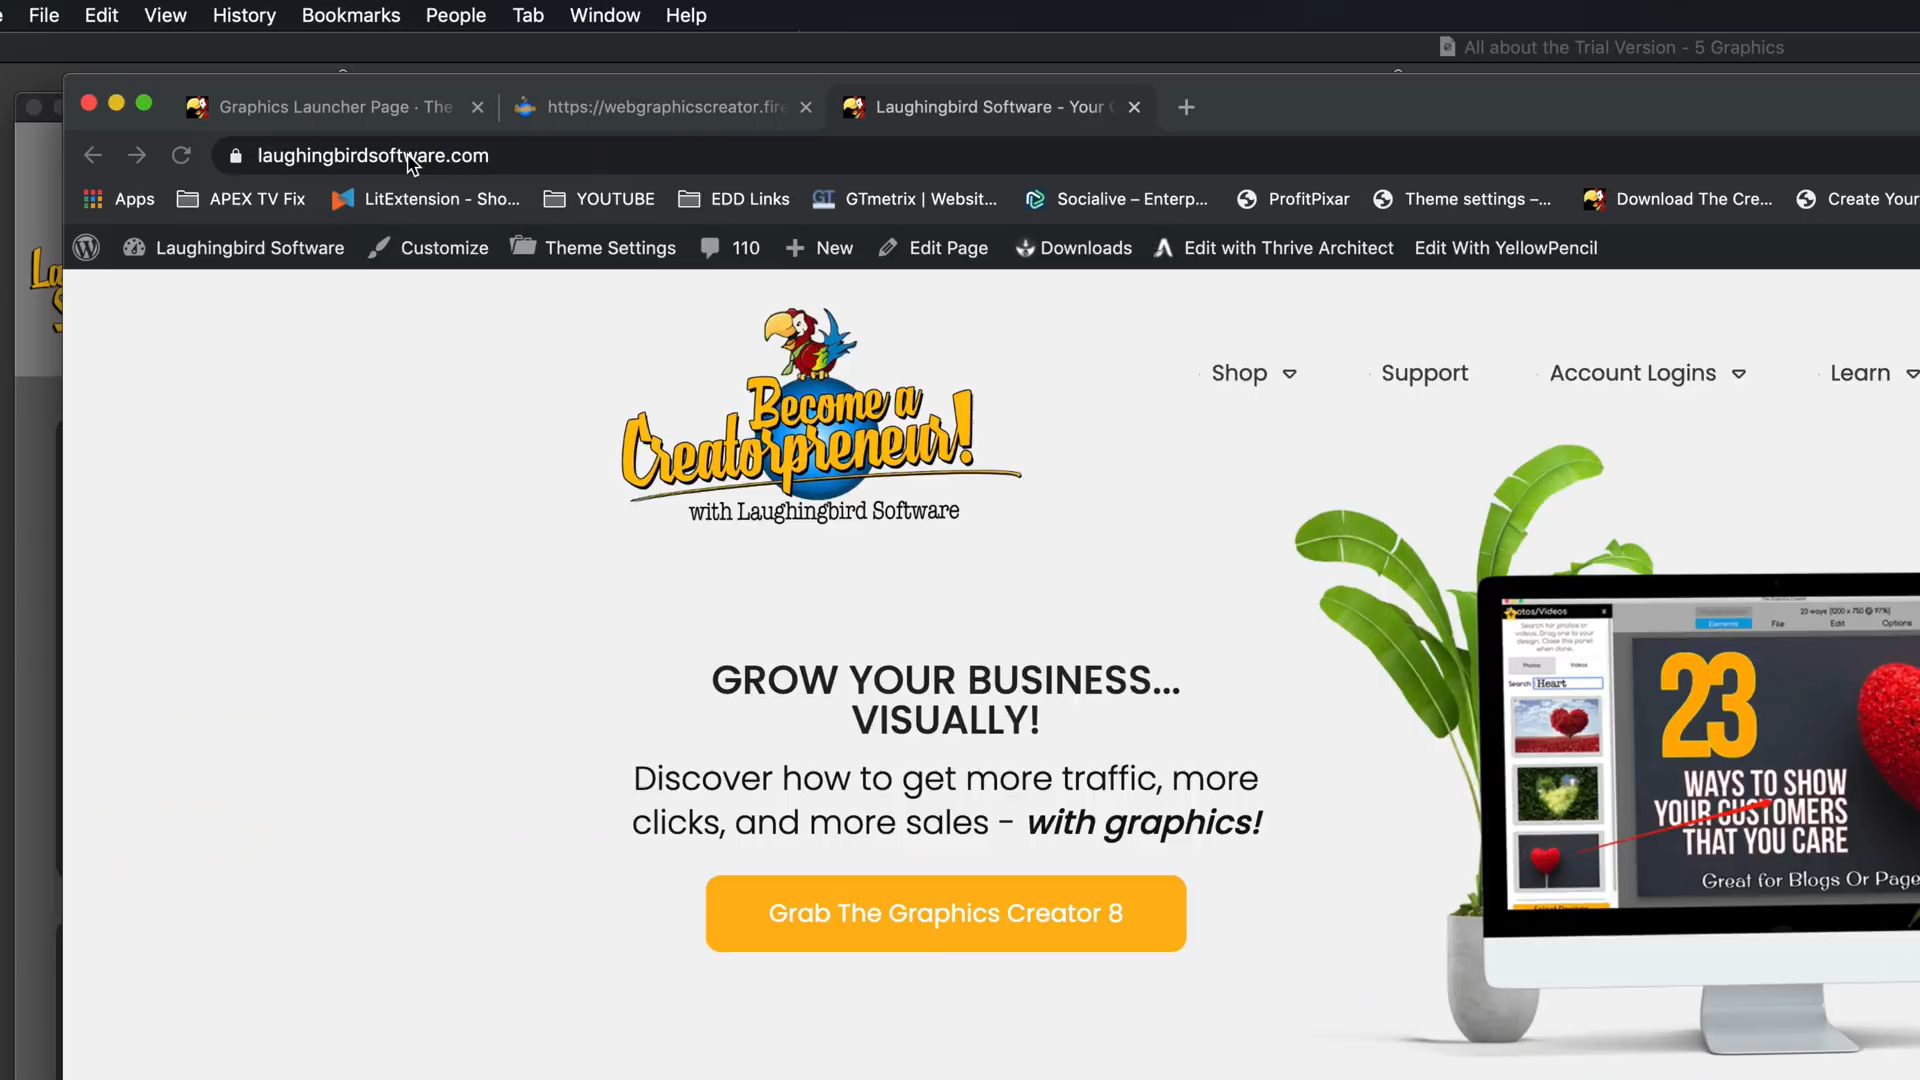 File Edit View History Bookmarks People Tab Window Help
All about the Trial Version - 5 Graphics
Graphics Launcher Page · The
https://webgraphicscreator.fire
Laughingbird Software - Your
laughingbirdsoftware.com
Apps APEX TV Fix LitExtension - Sho... YOUTUBE EDD Links GTmetrix | Websit... Socialive – Enterp... ProfitPixar Theme settings –... Download The Cre... Create Your
Laughingbird Software Customize Theme Settings 110 New Edit Page Downloads Edit with Thrive Architect Edit With YellowPencil
Become a
Creatorpreneur!
with Laughingbird Software
Shop Support Account Logins Learn
GROW YOUR BUSINESS...
VISUALLY!
Discover how to get more traffic, more
clicks, and more sales - with graphics!
Grab The Graphics Creator 8
Photos/Videos
Search for photos or
videos. Drag one to your
design. Close this panel
when done.
Photos Videos
Search Heart
23 ways (1200 x 750 @ 97%)
Elements File Edit Options
23
WAYS TO SHOW
YOUR CUSTOMERS
THAT YOU CARE
Great for Blogs Or Page